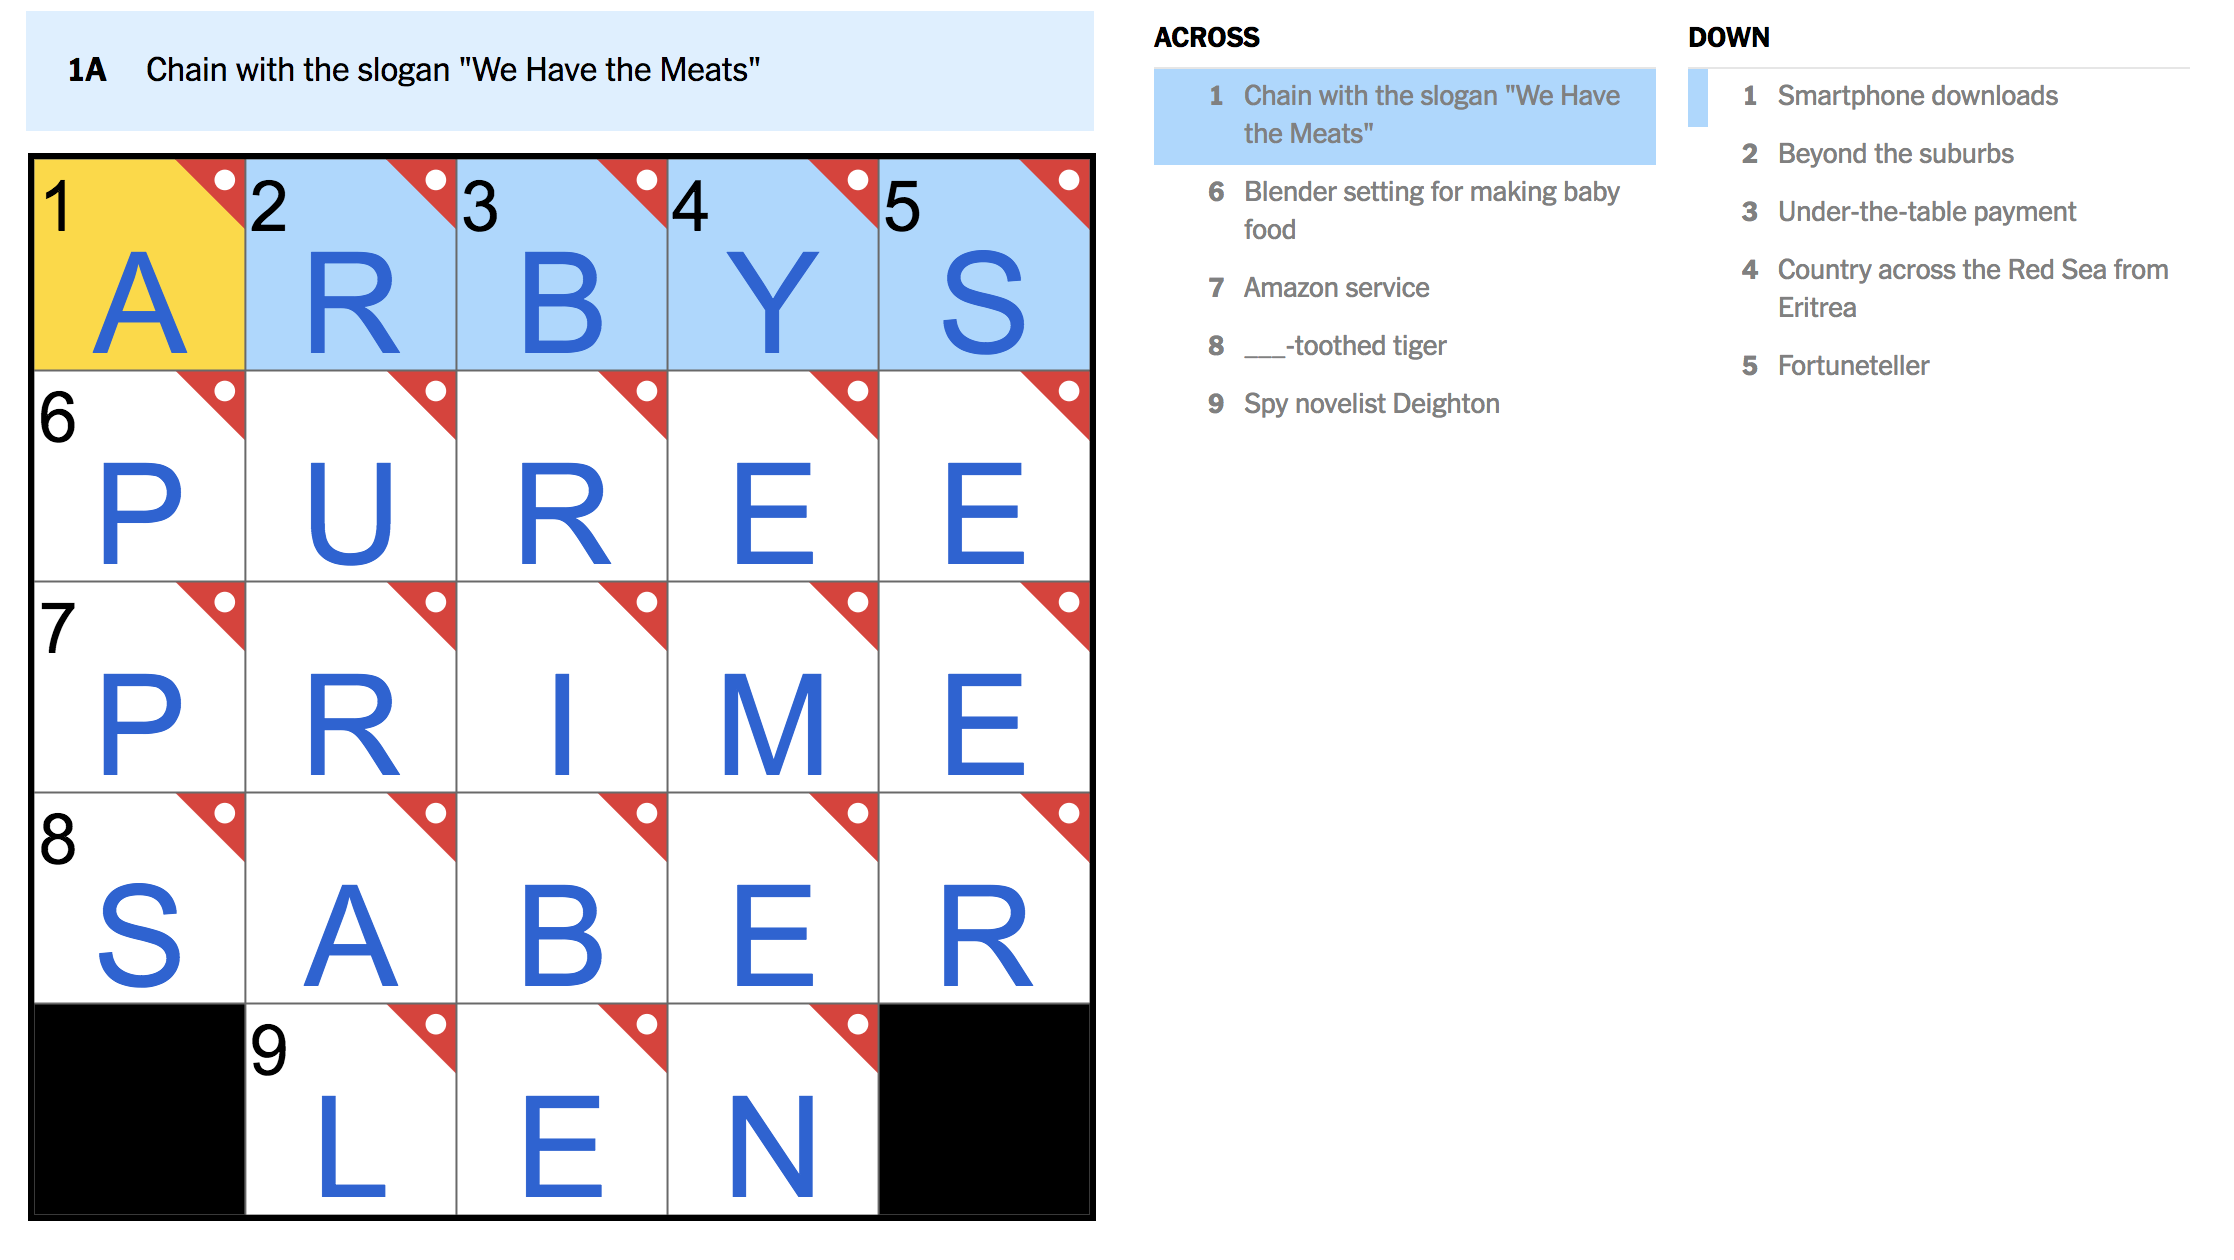 1A Chain with the slogan "We Have the Meats"
1 2 3 4 5
A R B Y S
6
P U R E E
7
P R I M E
8
S A B E R
9
L E N
ACROSS
1 Chain with the slogan "We Have
the Meats"
6 Blender setting for making baby
food
7 Amazon service
8 ___-toothed tiger
9 Spy novelist Deighton
DOWN
1 Smartphone downloads
2 Beyond the suburbs
3 Under-the-table payment
4 Country across the Red Sea from
Eritrea
5 Fortuneteller